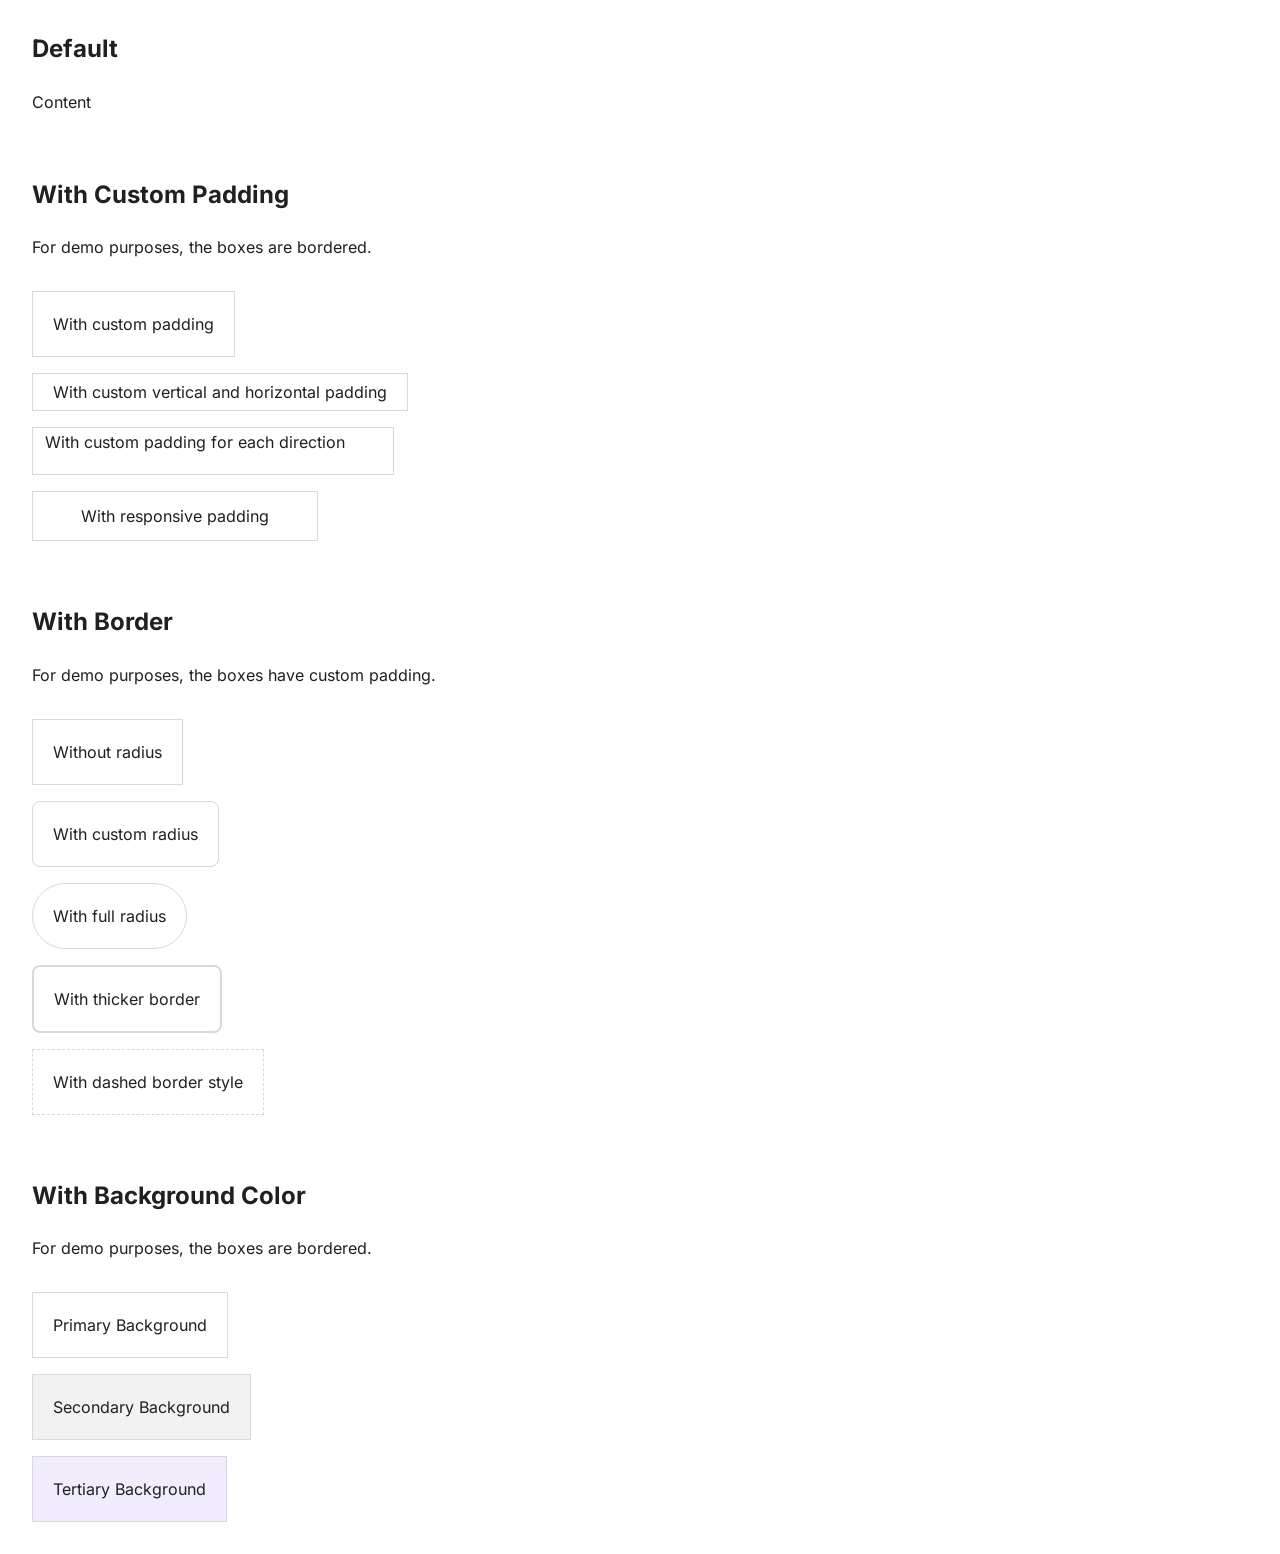 Default
Content
With Custom Padding
For demo purposes, the boxes are bordered.
With custom padding
With custom vertical and horizontal padding
With custom padding for each direction
With responsive padding
With Border
For demo purposes, the boxes have custom padding.
Without radius
With custom radius
With full radius
With thicker border
With dashed border style
With Background Color
For demo purposes, the boxes are bordered.
Primary Background
Secondary Background
Tertiary Background